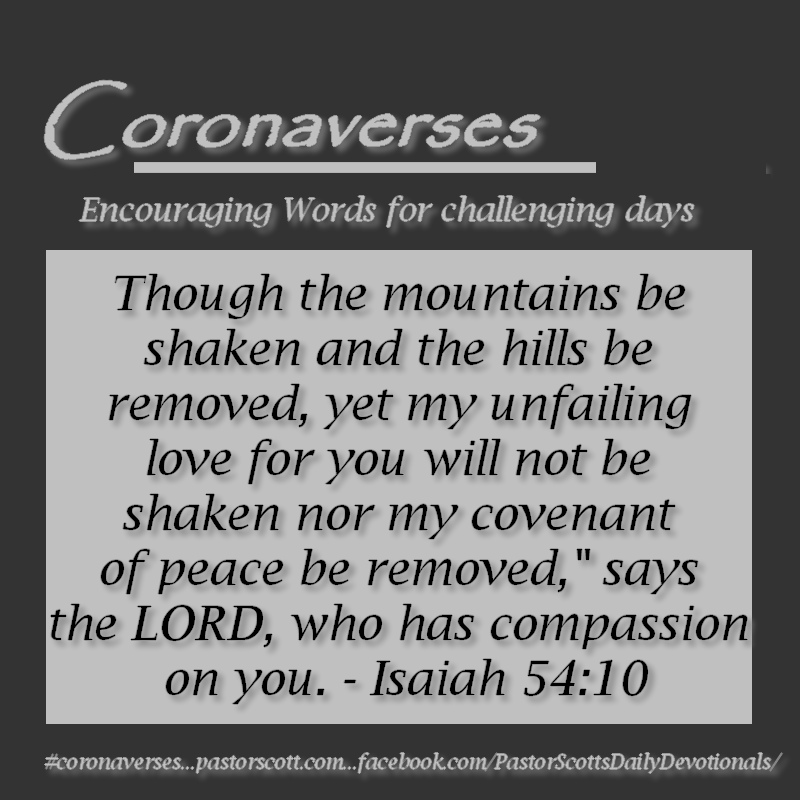 Coronaverses
Encouraging Words for challenging days
Though the mountains be
shaken and the hills be
removed, yet my unfailing
love for you will not be
shaken nor my covenant
of peace be removed," says
the LORD, who has compassion
on you. - Isaiah 54:10
#coronaverses...pastorscott.com...facebook.com/PastorScottsDailyDevotionals/